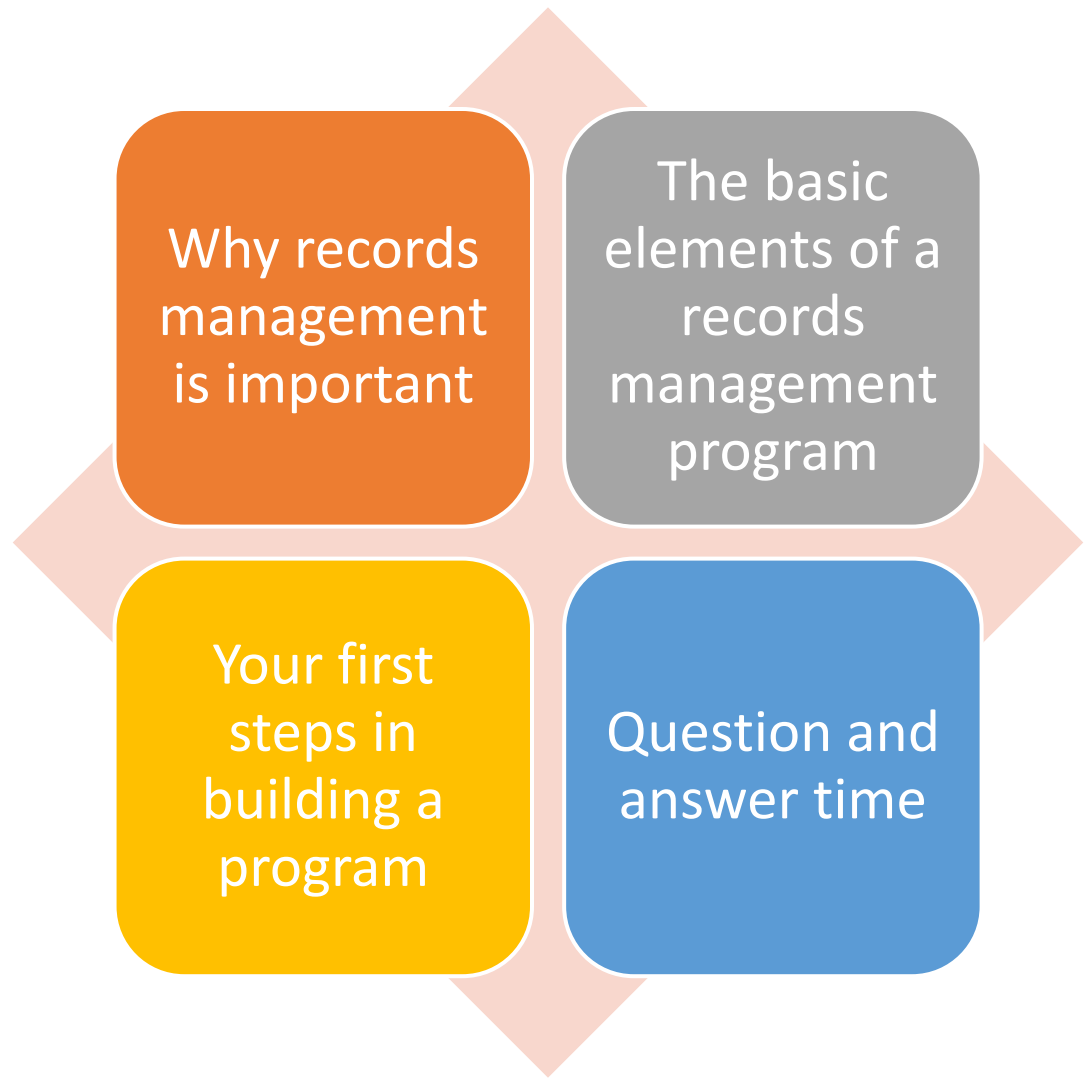 Why records
management
is important
The basic
elements of a
records
management
program
Your first
steps in
building a
program
Question and
answer time